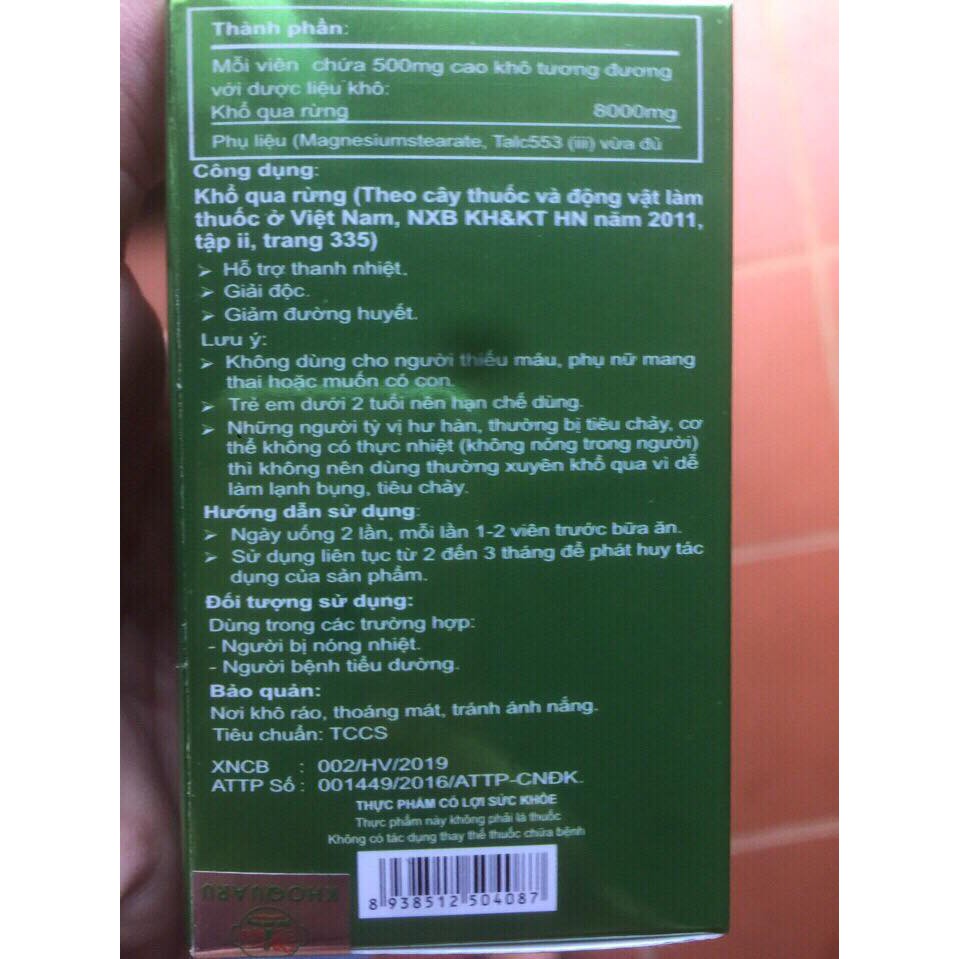 Thành phần:
Mỗi viên chứa 500mg cao khô tương đương
với dược liệu khô:
Khổ qua rừng 8000mg
Phụ liệu (Magnesiumstearate, Talc553 (iii) vừa đủ
Công dụng:
Khổ qua rừng (Theo cây thuốc và động vật làm
thuốc ở Việt Nam, NXB KH&KT HN năm 2011,
tập ii, trang 335)
➢ Hỗ trợ thanh nhiệt.
➢ Giải độc.
➢ Giảm đường huyết.
Lưu ý:
➢ Không dùng cho người thiếu máu, phụ nữ mang
thai hoặc muốn có con.
➢ Trẻ em dưới 2 tuổi nên hạn chế dùng.
➢ Những người tỳ vị hư hàn, thường bị tiêu chảy, cơ
thể không có thực nhiệt (không nóng trong người)
thì không nên dùng thường xuyên khổ qua vì dễ
làm lạnh bụng, tiêu chảy.
Hướng dẫn sử dụng:
➢ Ngày uống 2 lần, mỗi lần 1-2 viên trước bữa ăn.
➢ Sử dụng liên tục từ 2 đến 3 tháng để phát huy tác
dụng của sản phẩm.
Đối tượng sử dụng:
Dùng trong các trường hợp:
- Người bị nóng nhiệt.
- Người bệnh tiểu đường.
Bảo quản:
Nơi khô ráo, thoáng mát, tránh ánh nắng.
Tiêu chuẩn: TCCS
XNCB : 002/HV/2019
ATTP Số : 001449/2016/ATTP-CNĐK.
THỰC PHẨM CÓ LỢI SỨC KHỎE
Thực phẩm này không phải là thuốc
Không có tác dụng thay thế thuốc chữa bệnh
8 938512 504087
KHOQUARU